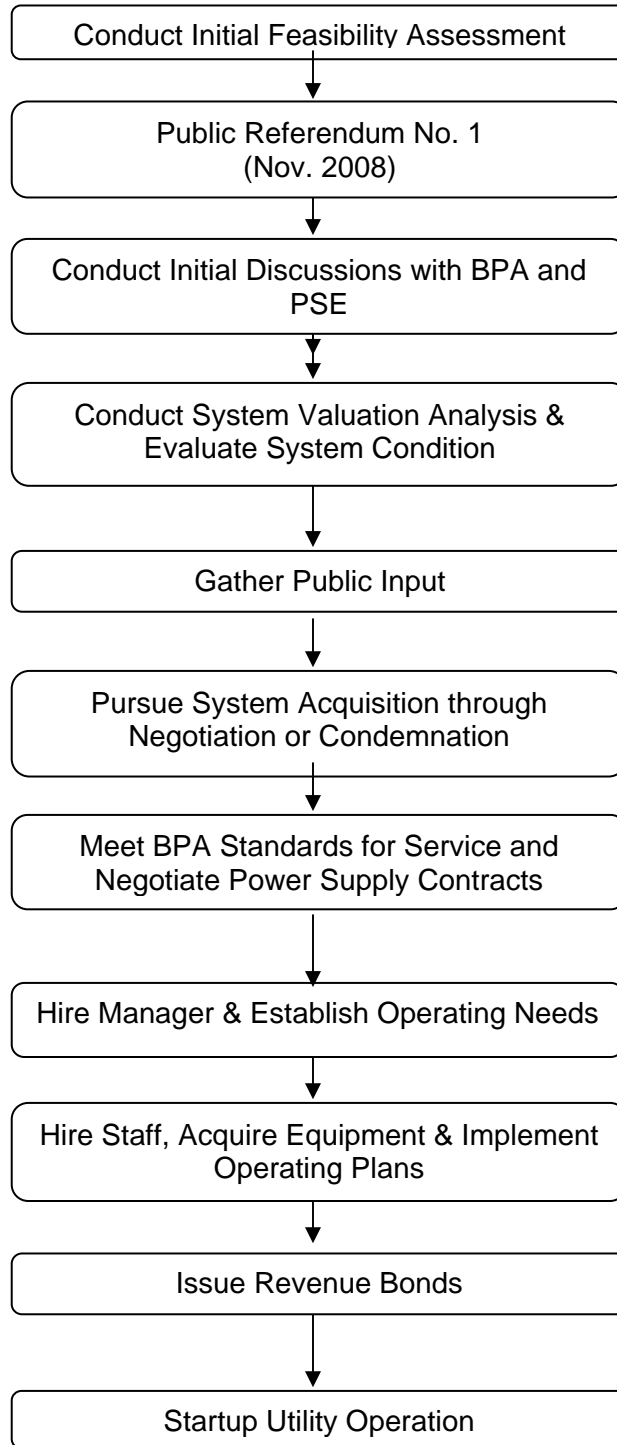 Conduct Initial Feasibility Assessment
Public Referendum No. 1
(Nov. 2008)
Conduct Initial Discussions with BPA and
PSE
Conduct System Valuation Analysis &
Evaluate System Condition
Gather Public Input
Pursue System Acquisition through
Negotiation or Condemnation
Meet BPA Standards for Service and
Negotiate Power Supply Contracts
Hire Manager & Establish Operating Needs
Hire Staff, Acquire Equipment & Implement
Operating Plans
Issue Revenue Bonds
Startup Utility Operation